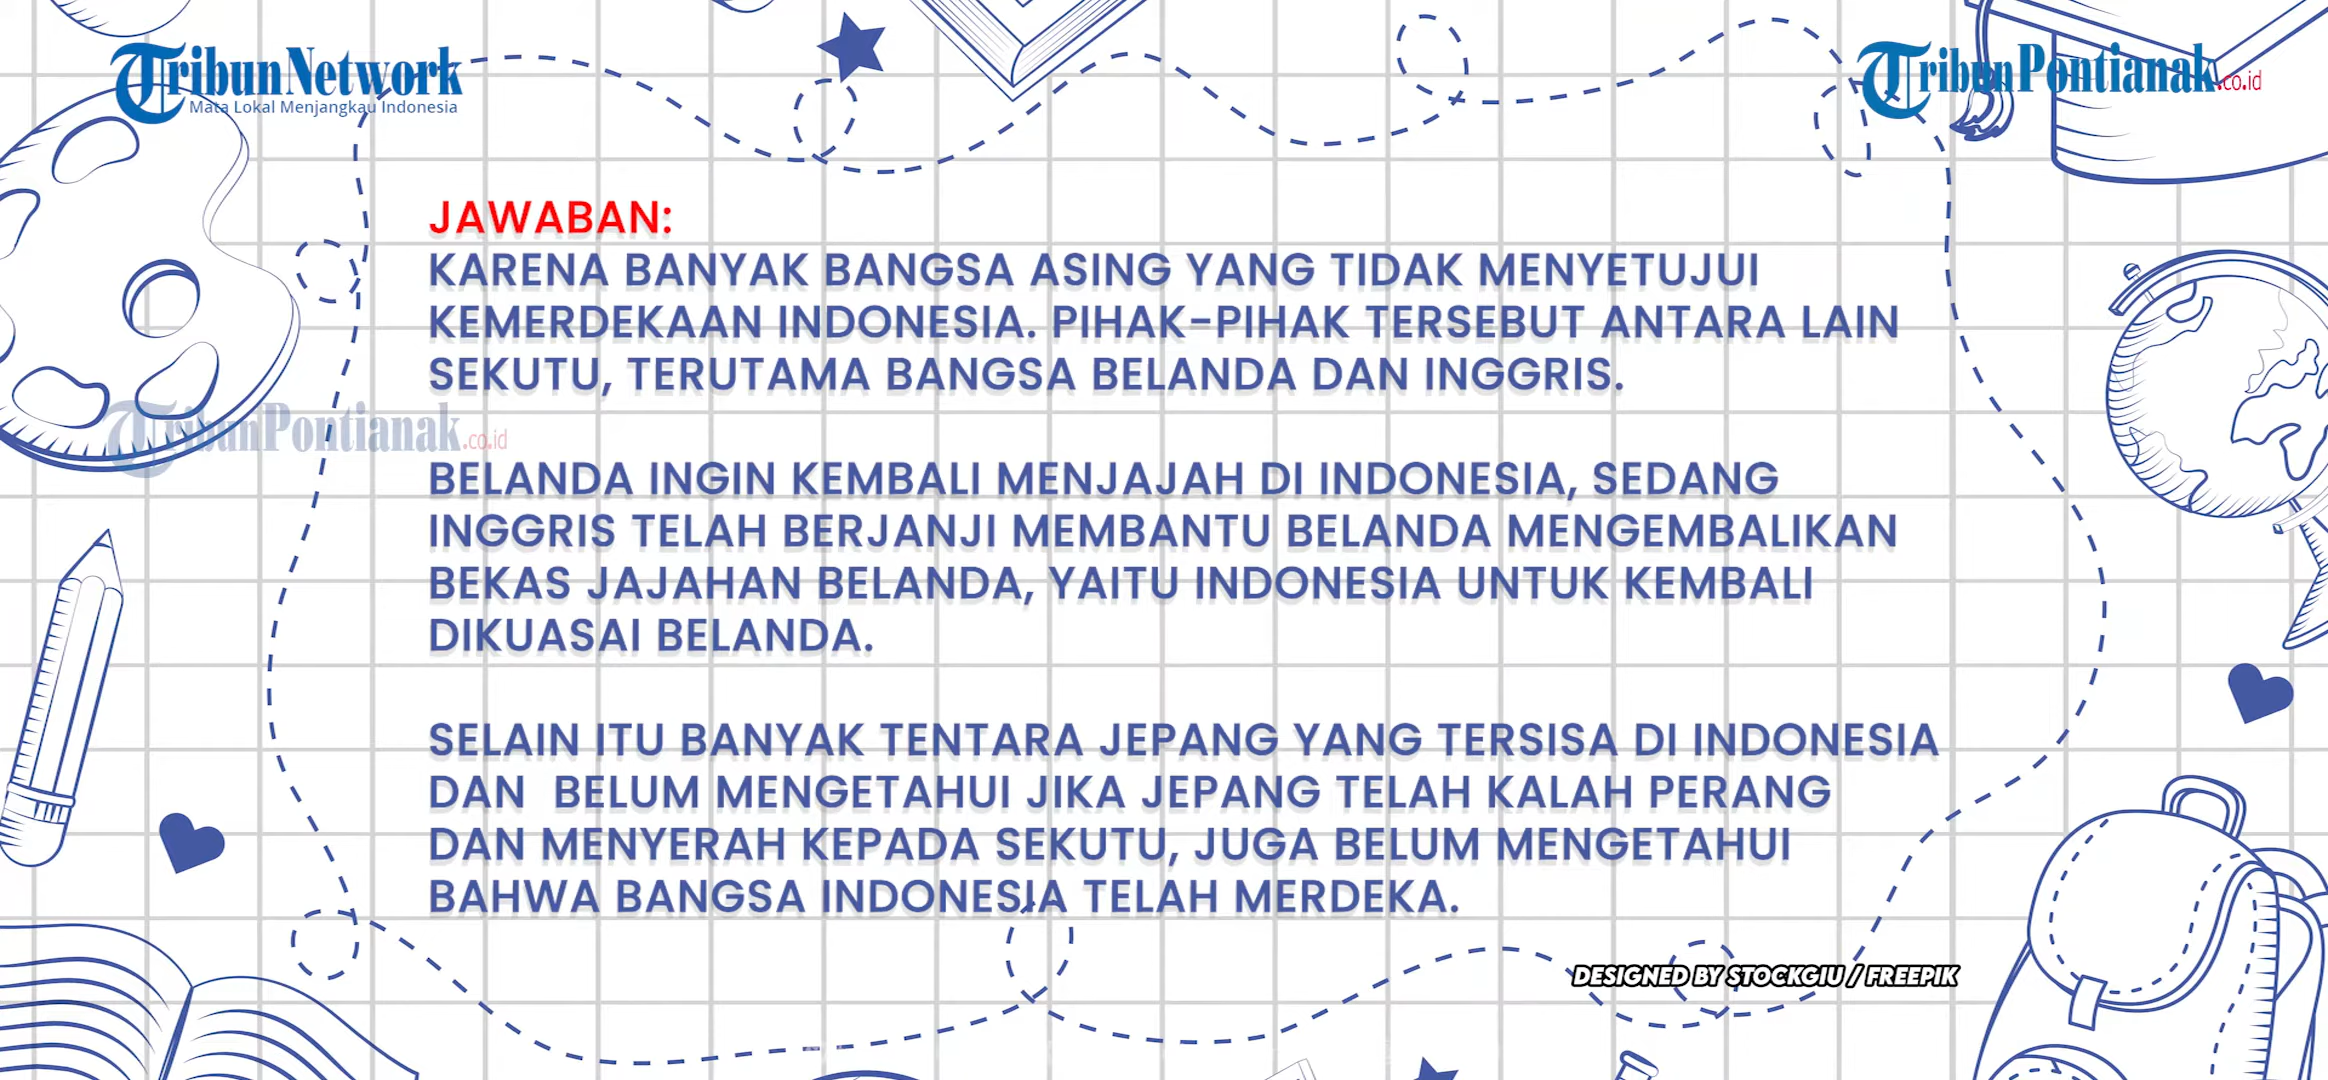 TribunNetwork
Mata Lokal Menjangkau Indonesia
TribunPontianak.co.id
JAWABAN:
KARENA BANYAK BANGSA ASING YANG TIDAK MENYETUJUI
KEMERDEKAAN INDONESIA. PIHAK-PIHAK TERSEBUT ANTARA LAIN
SEKUTU, TERUTAMA BANGSA BELANDA DAN INGGRIS.
TribunPontianak.co.id
BELANDA INGIN KEMBALI MENJAJAH DI INDONESIA, SEDANG
INGGRIS TELAH BERJANJI MEMBANTU BELANDA MENGEMBALIKAN
BEKAS JAJAHAN BELANDA, YAITU INDONESIA UNTUK KEMBALI
DIKUASAI BELANDA.
SELAIN ITU BANYAK TENTARA JEPANG YANG TERSISA DI INDONESIA
DAN  BELUM MENGETAHUI JIKA JEPANG TELAH KALAH PERANG
DAN MENYERAH KEPADA SEKUTU, JUGA BELUM MENGETAHUI
BAHWA BANGSA INDONESIA TELAH MERDEKA.
DESIGNED BY STOCKGIU / FREEPIK